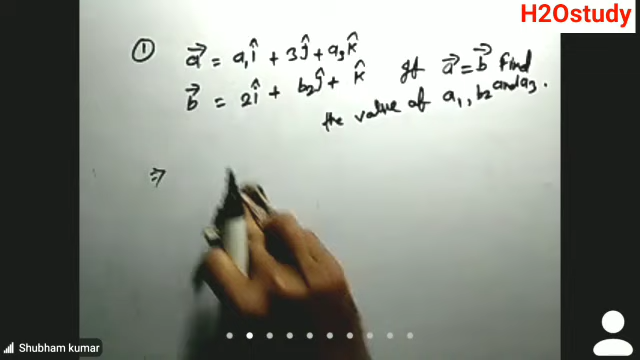 H2Ostudy
① a⃗ = a₁î + 3ĵ + a₃k̂ If a⃗ = b⃗ find
b⃗ = 2î + b₂ĵ + k̂ the value of a₁, b₂ and a₃.
⇒
Shubham kumar